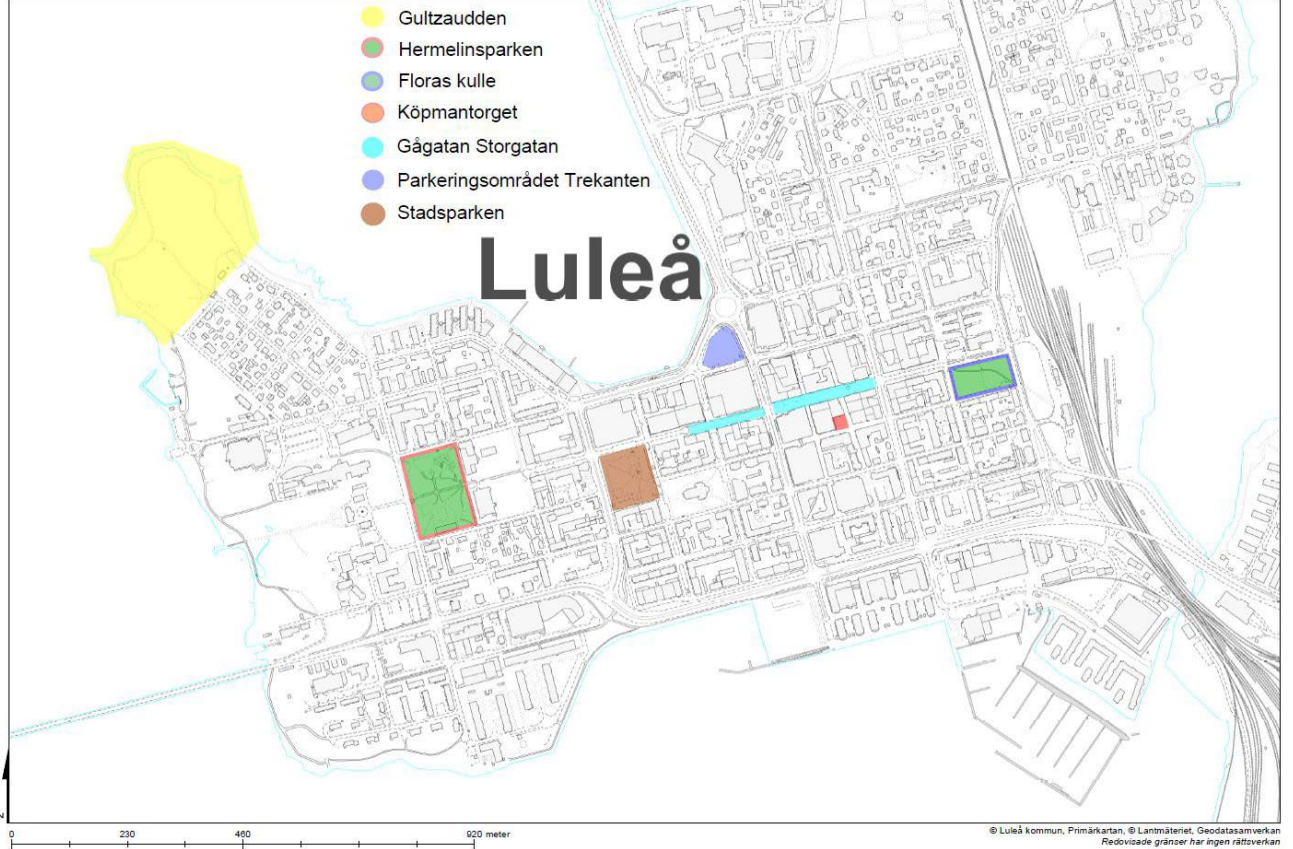 Gultzaudden
Hermelinsparken
Floras kulle
Köpmantorget
Gågatan Storgatan
Parkeringsområdet Trekanten
Stadsparken
Luleå
N
0 230 460 920 meter
© Luleå kommun, Primärkartan, © Lantmäteriet, Geodatasamverkan
Redovisade gränser har ingen rättsverkan